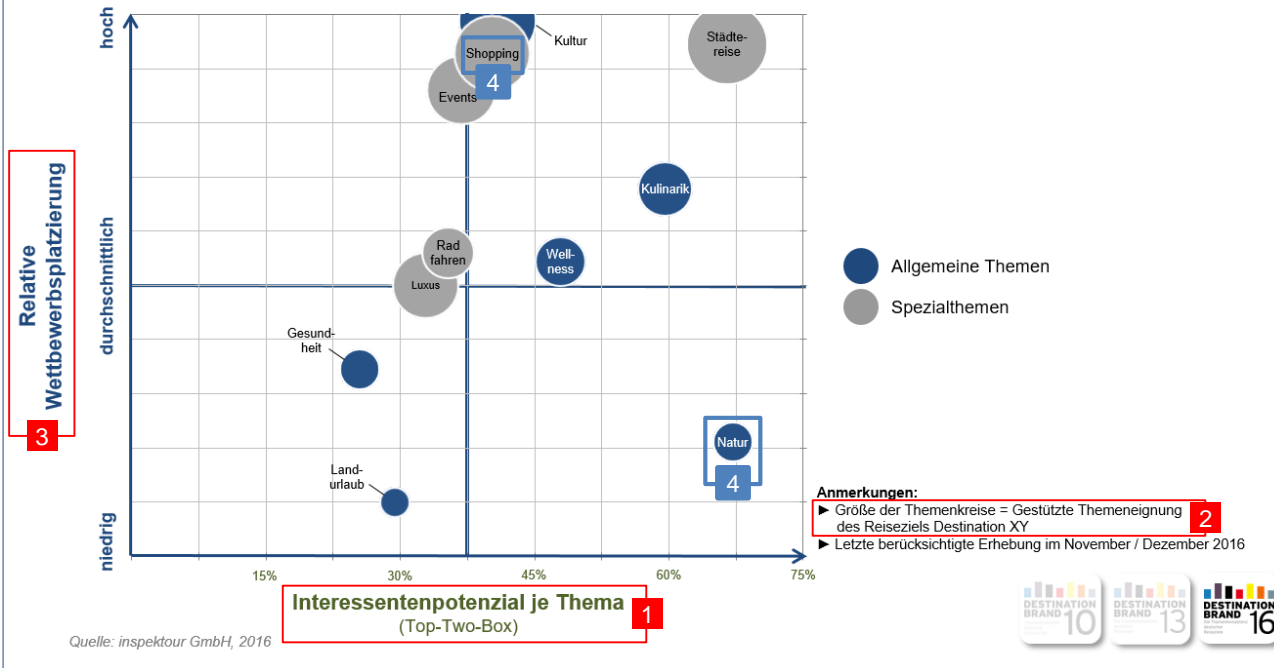 hoch
durchschnittlich
niedrig
Relative
Wettbewerbsplatzierung
3
Kultur
Shopping
4
Events
Städte-
reise
Kulinarik
Rad
fahren
Well-
ness
Luxus
Gesund-
heit
Natur
4
Land-
urlaub
Allgemeine Themen
Spezialthemen
15%
30%
45%
60%
75%
Interessentenpotenzial je Thema
(Top-Two-Box)
1
Anmerkungen:
► Größe der Themenkreise = Gestützte Themeneignung
des Reiseziels Destination XY
2
► Letzte berücksichtigte Erhebung im November / Dezember 2016
Quelle: inspektour GmbH, 2016
DESTINATION
BRAND 10
DESTINATION
BRAND 13
DESTINATION
BRAND 16